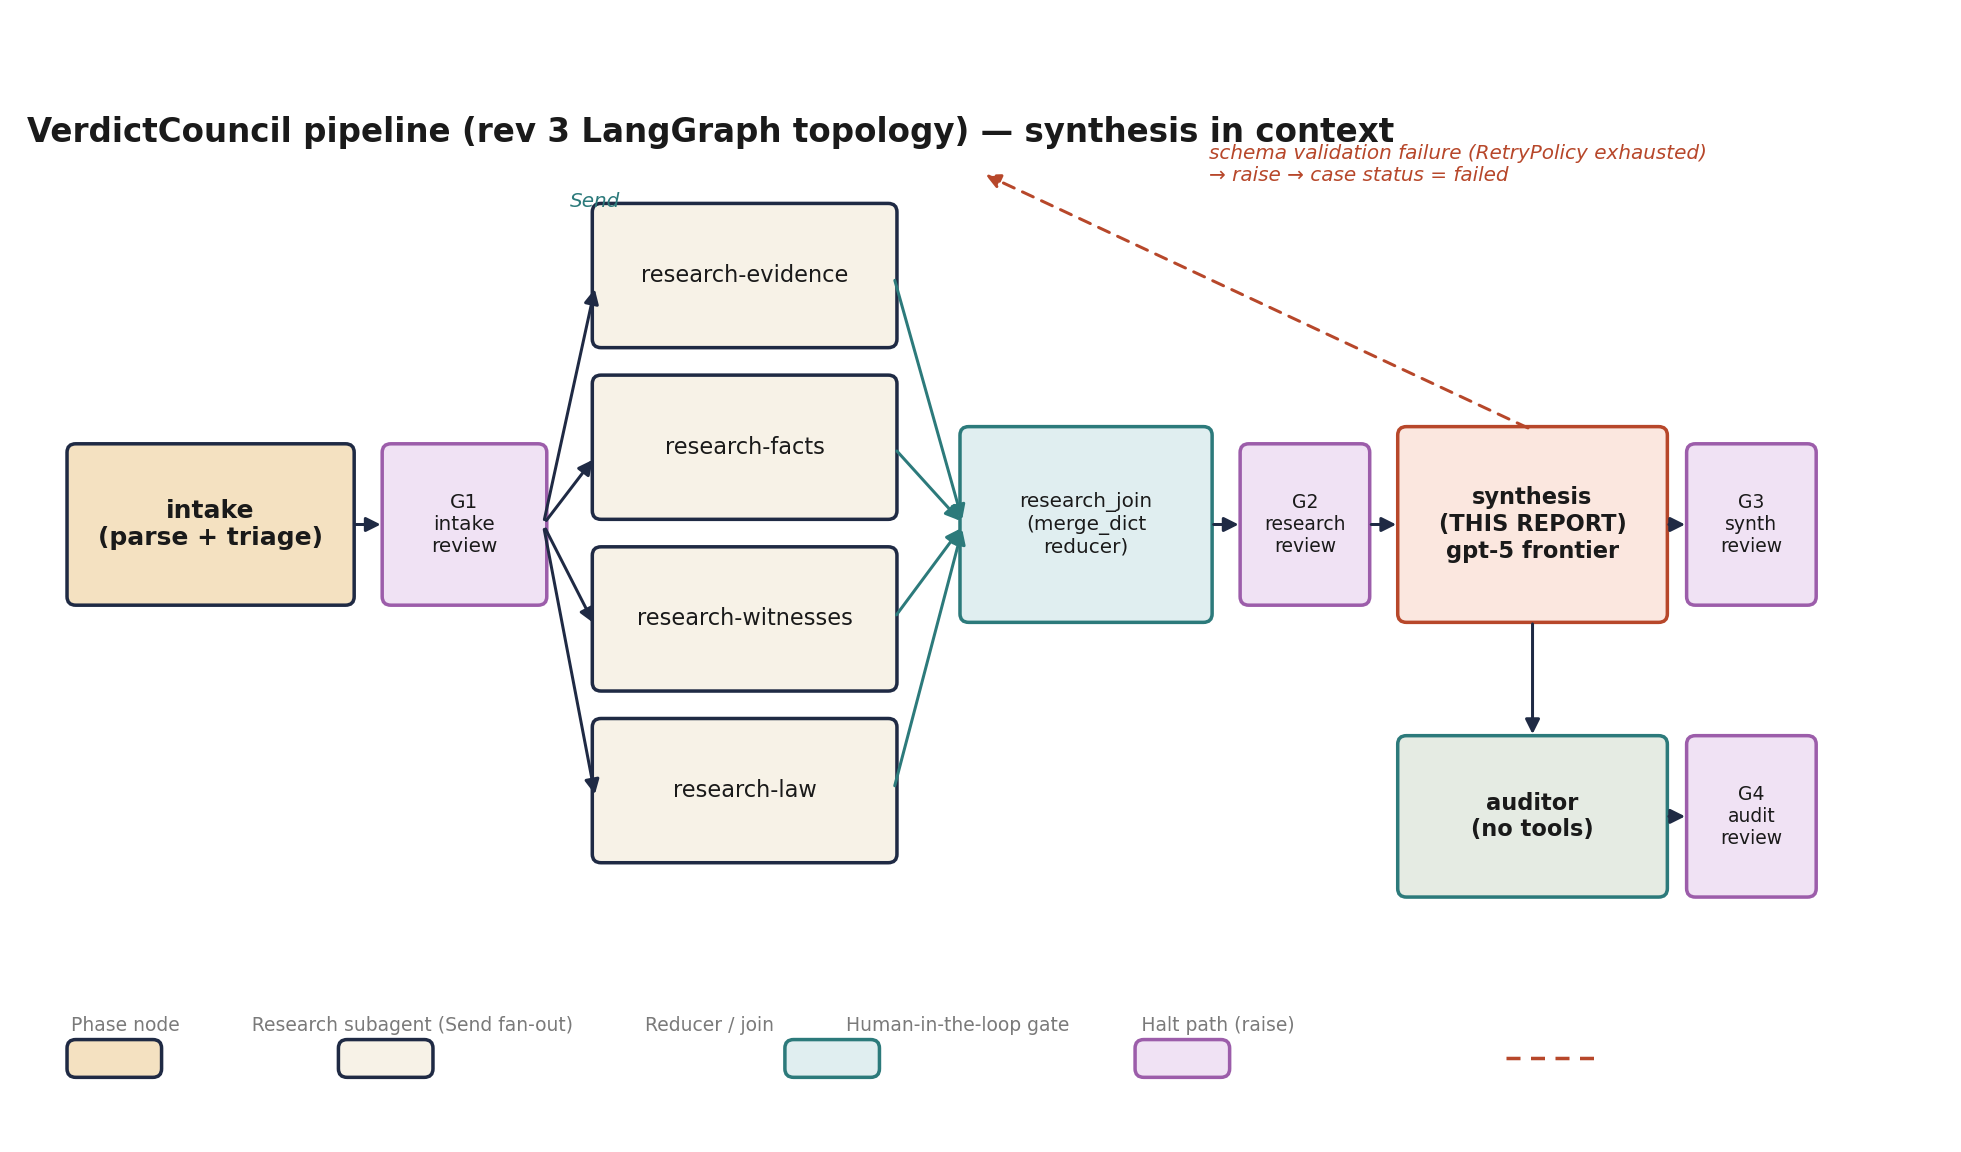 VerdictCouncil pipeline (rev 3 LangGraph topology) — synthesis in context
schema validation failure (RetryPolicy exhausted)
→ raise → case status = failed
Send
research-evidence
research-facts
research-witnesses
research-law
intake
(parse + triage)
G1
intake
review
research_join
(merge_dict
reducer)
G2
research
review
synthesis
(THIS REPORT)
gpt-5 frontier
G3
synth
review
auditor
(no tools)
G4
audit
review
Phase node
Research subagent (Send fan-out)
Reducer / join
Human-in-the-loop gate
Halt path (raise)